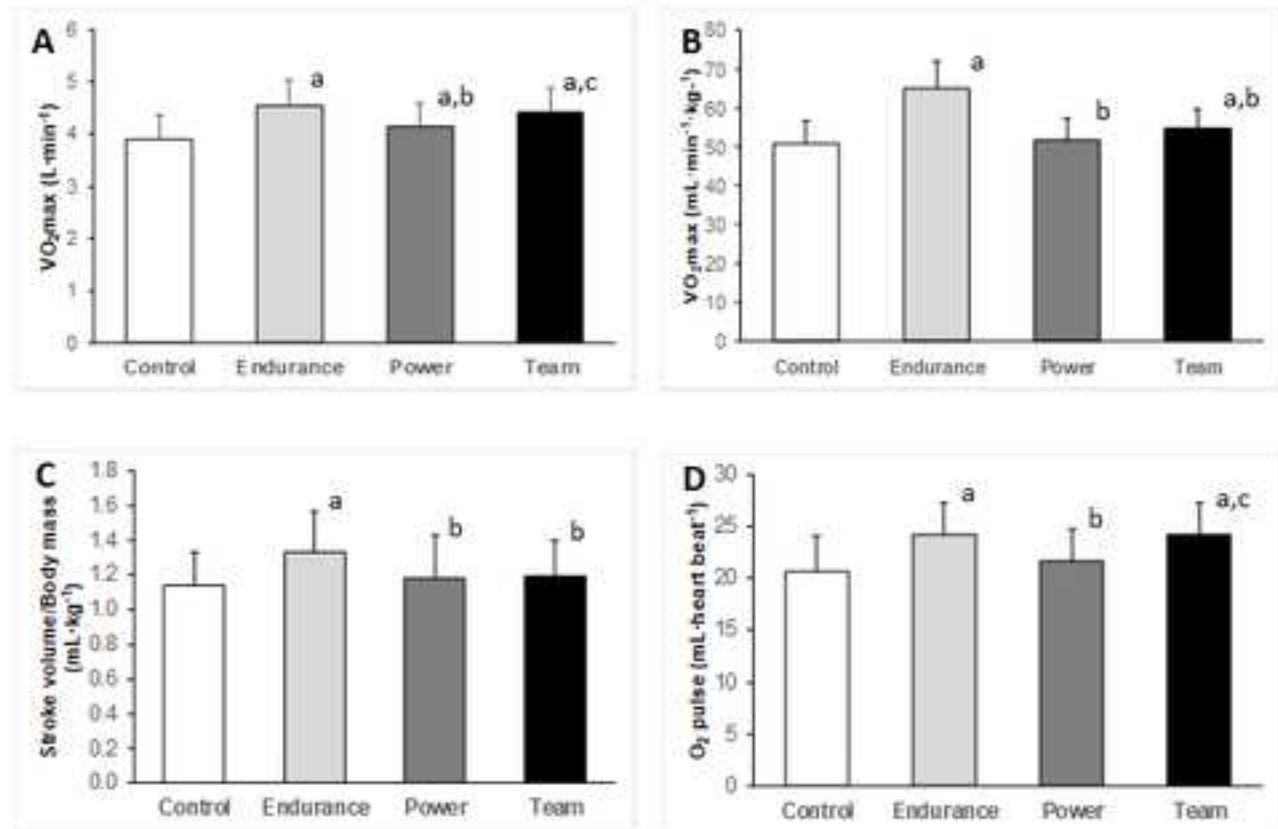 A
VO₂max (L·min⁻¹)
6
5
4
3
2
1
0
a
a,b
a,c
Control Endurance Power Team
B
VO₂max (mL·min⁻¹·kg-¹)
80
70
60
50
40
30
20
10
0
a
b
a,b
Control Endurance Power Team
C
Stroke volume/Body mass
(mL·kg⁻¹)
1.8
1.6
1.4
1.2
1.0
0.8
0.6
0.4
0.2
0.0
a
b
b
Control Endurance Power Team
D
O₂ pulse (mL·heart beat⁻¹)
30
25
20
15
10
5
0
a
b
a,c
Control Endurance Power Team